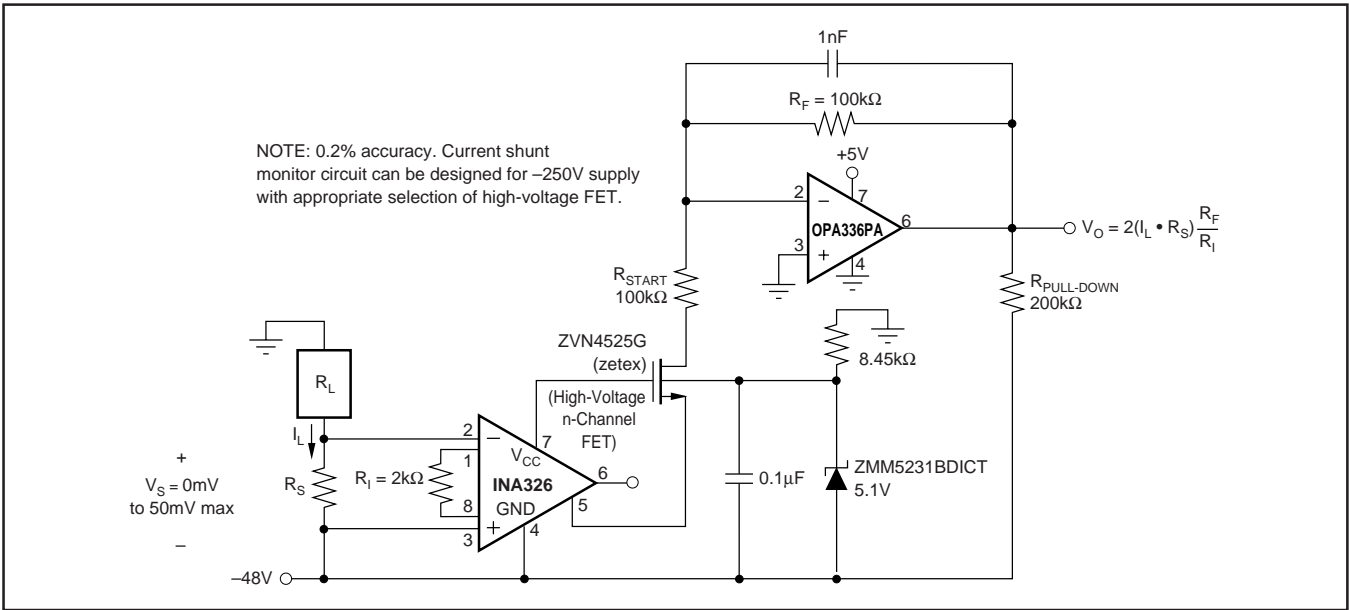 1nF
R_F = 100kΩ
NOTE: 0.2% accuracy. Current shunt
monitor circuit can be designed for –250V supply
with appropriate selection of high-voltage FET.
+5V
2
–
7
OPA336PA
6
3
+
4
V_O = 2(I_L • R_S) R_F
R_I
R_START
100kΩ
R_PULL-DOWN
200kΩ
ZVN4525G
(zetex)
8.45kΩ
R_L
(High-Voltage
n-Channel
FET)
I_L
2
–
7
1
V_CC
+
V_S = 0mV
to 50mV max
–
R_S
R_I = 2kΩ
INA326
6
8
GND
5
+
4
3
0.1µF
ZMM5231BDICT
5.1V
–48V